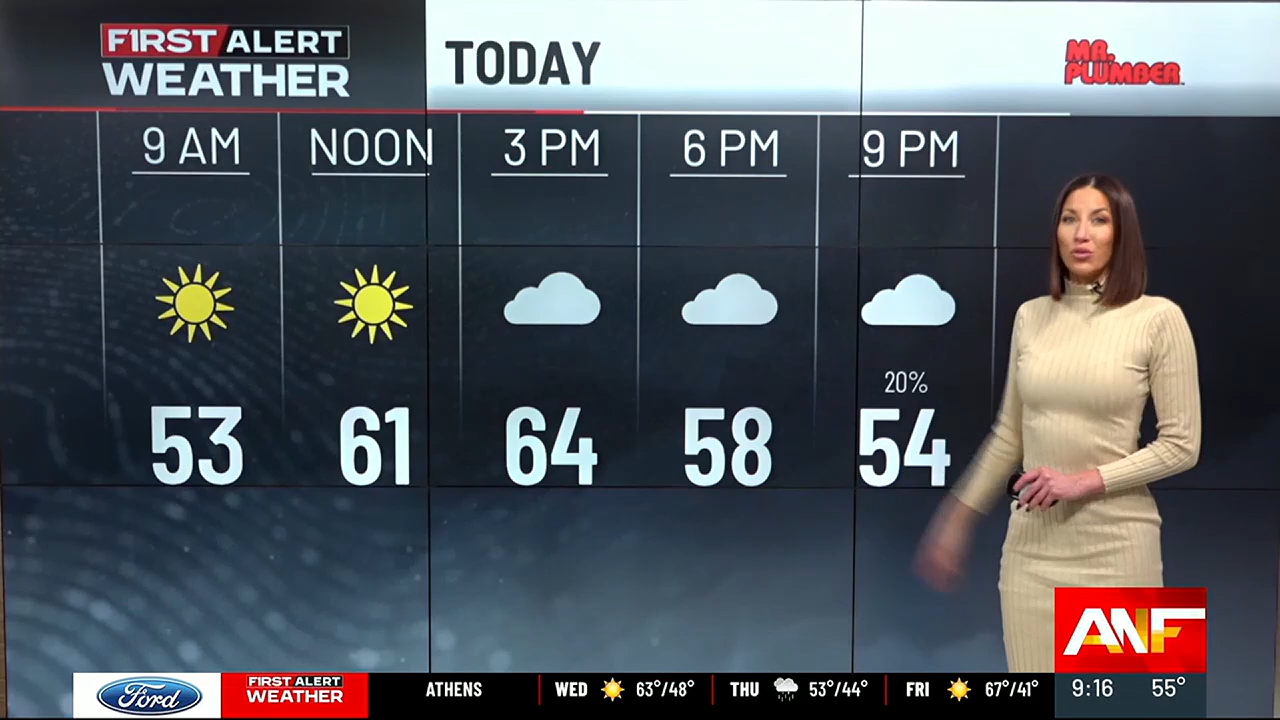 FIRST ALERT
WEATHER
TODAY
MR.
PLUMBER
9 AM
NOON
3 PM
6 PM
9 PM
20%
53
61
64
58
54
ANF
Ford
FIRST ALERT
WEATHER
ATHENS
WED 63°/48°
THU 53°/44°
FRI 67°/41°
9:16 55°